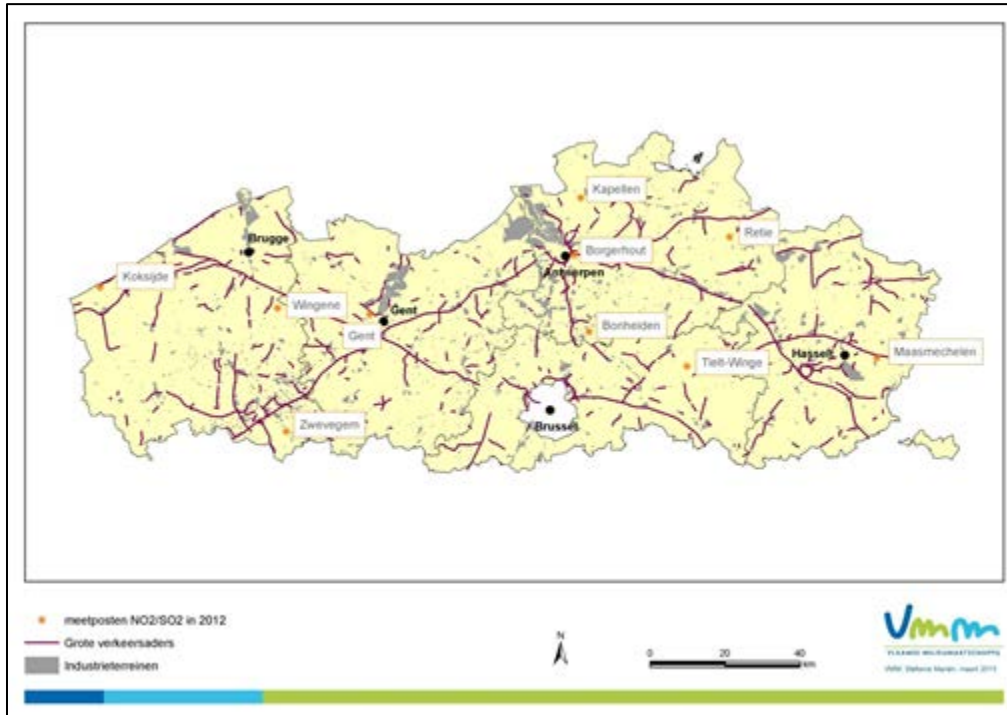 Kapellen
Retie
Brugge
Borgerhout
Antwerpen
Koksijde
Wingene
Gent
Gent
Bonheiden
Hasselt
Maasmechelen
Tielt-Winge
Brussel
Zwevegem
meetposten NO2/SO2 in 2012
Grote verkeersaders
Industrieterreinen
N
0 20 40
km
Vmm
VLAAMSE MILIEUMAATSCHAPPIJ